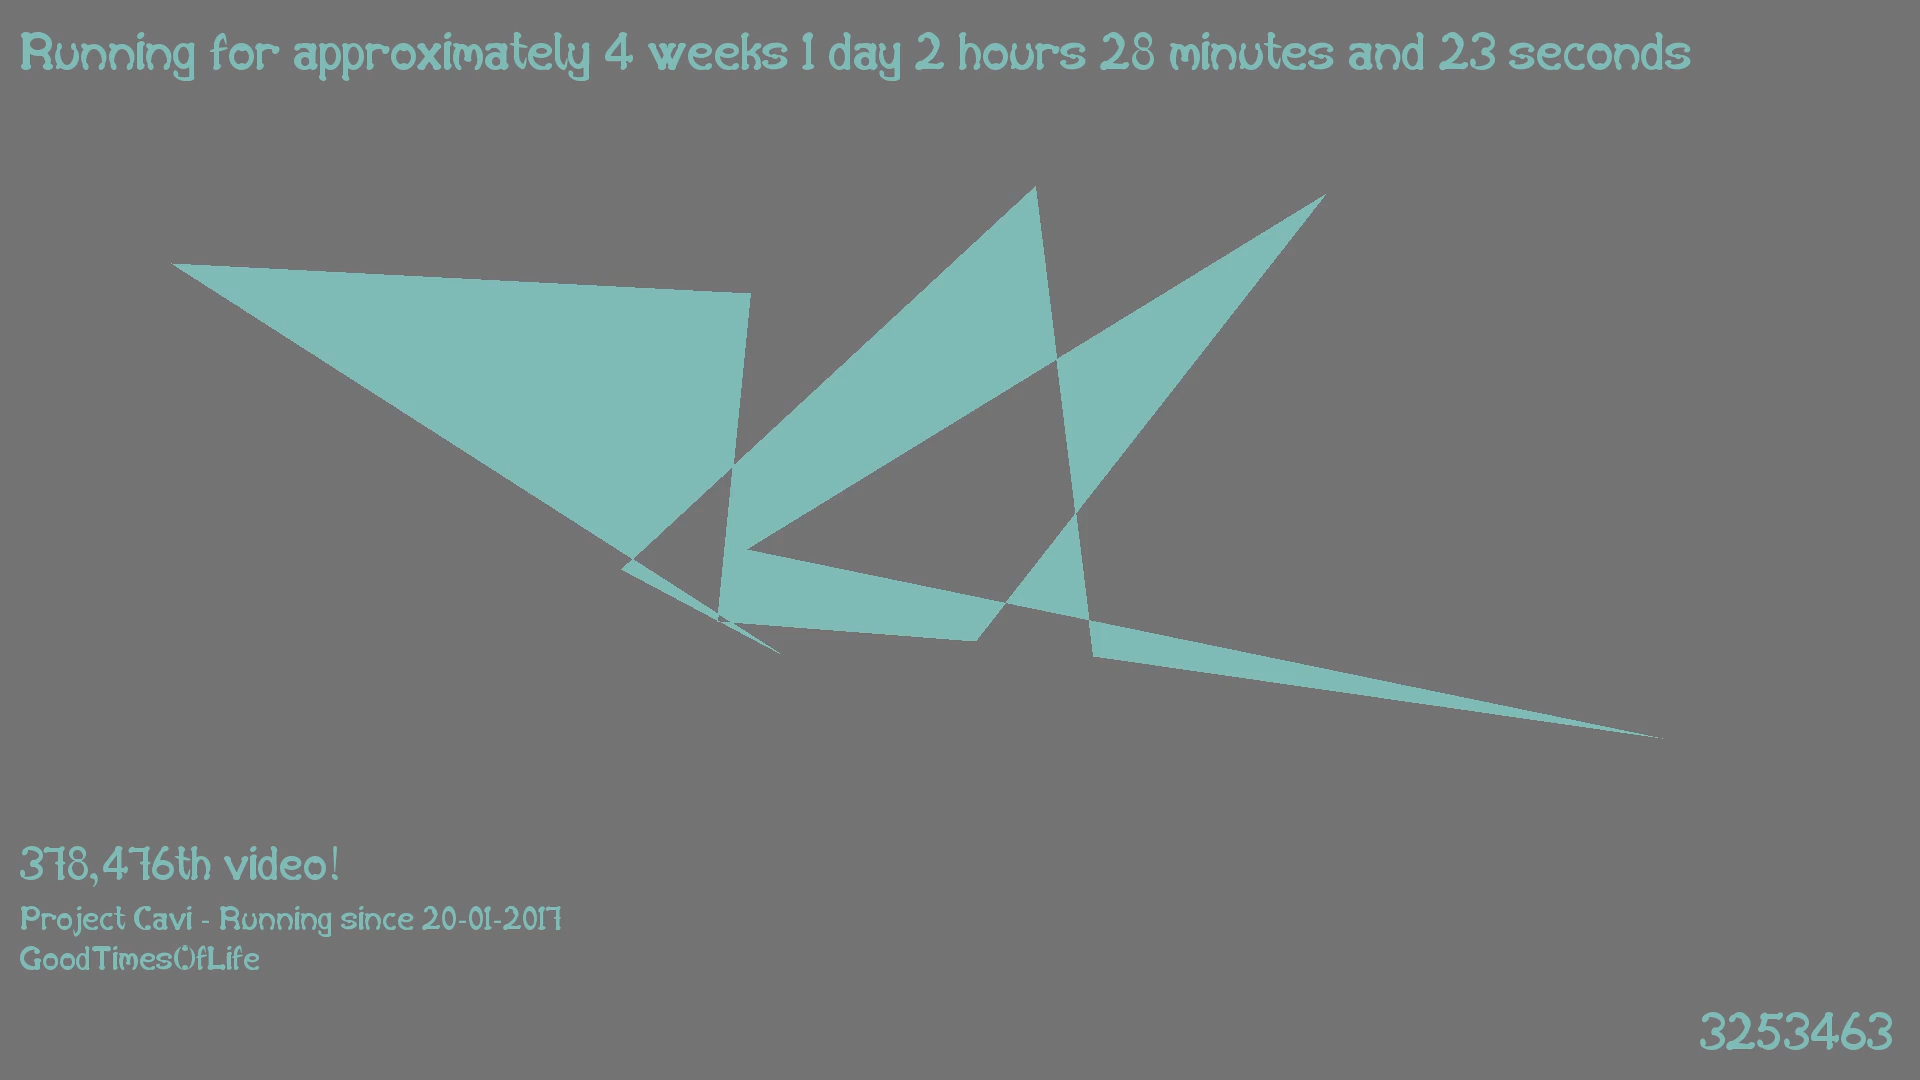 Running for approximately 4 weeks 1 day 2 hours 28 minutes and 23 seconds
378,476th video!
Project Cavi - Running since 20-01-2017
GoodTimesOfLife
3253463